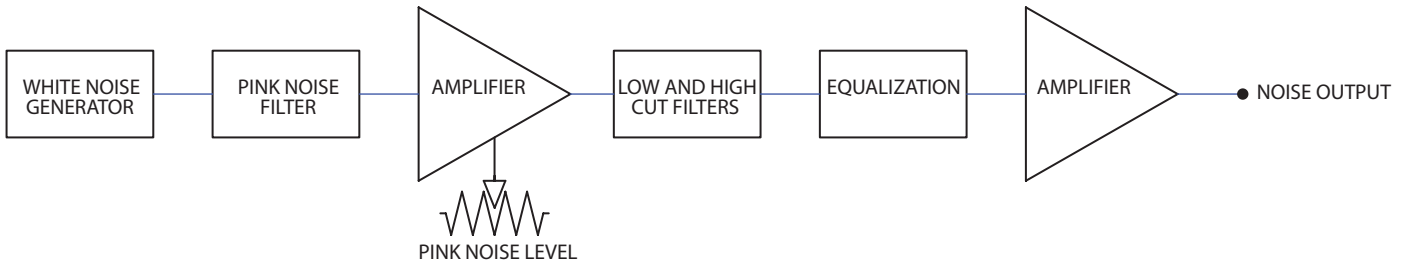 WHITE NOISE
GENERATOR
PINK NOISE
FILTER
AMPLIFIER
PINK NOISE LEVEL
LOW AND HIGH
CUT FILTERS
EQUALIZATION
AMPLIFIER
NOISE OUTPUT